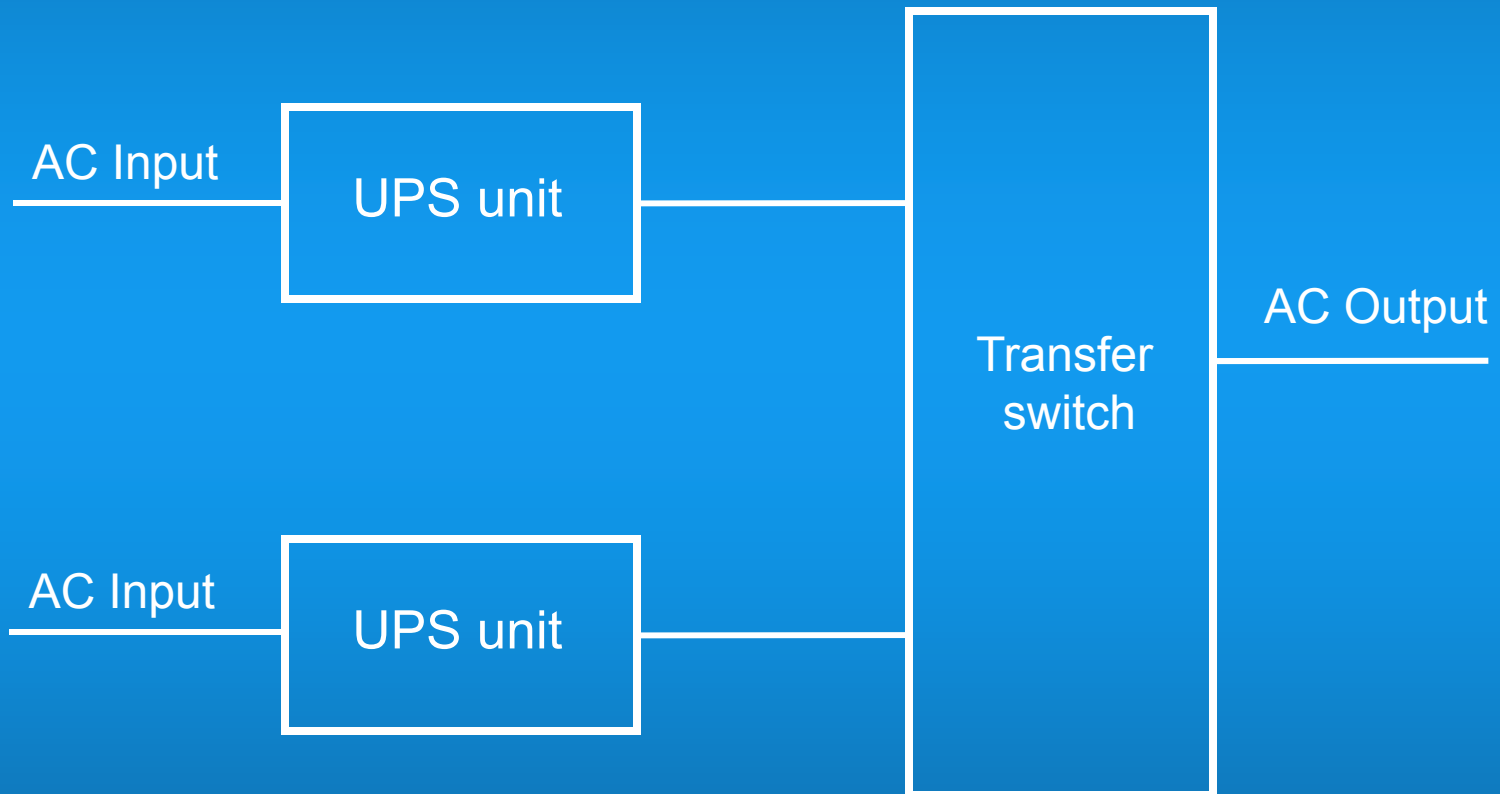 AC Input
UPS unit
Transfer
switch
AC Output
AC Input
UPS unit